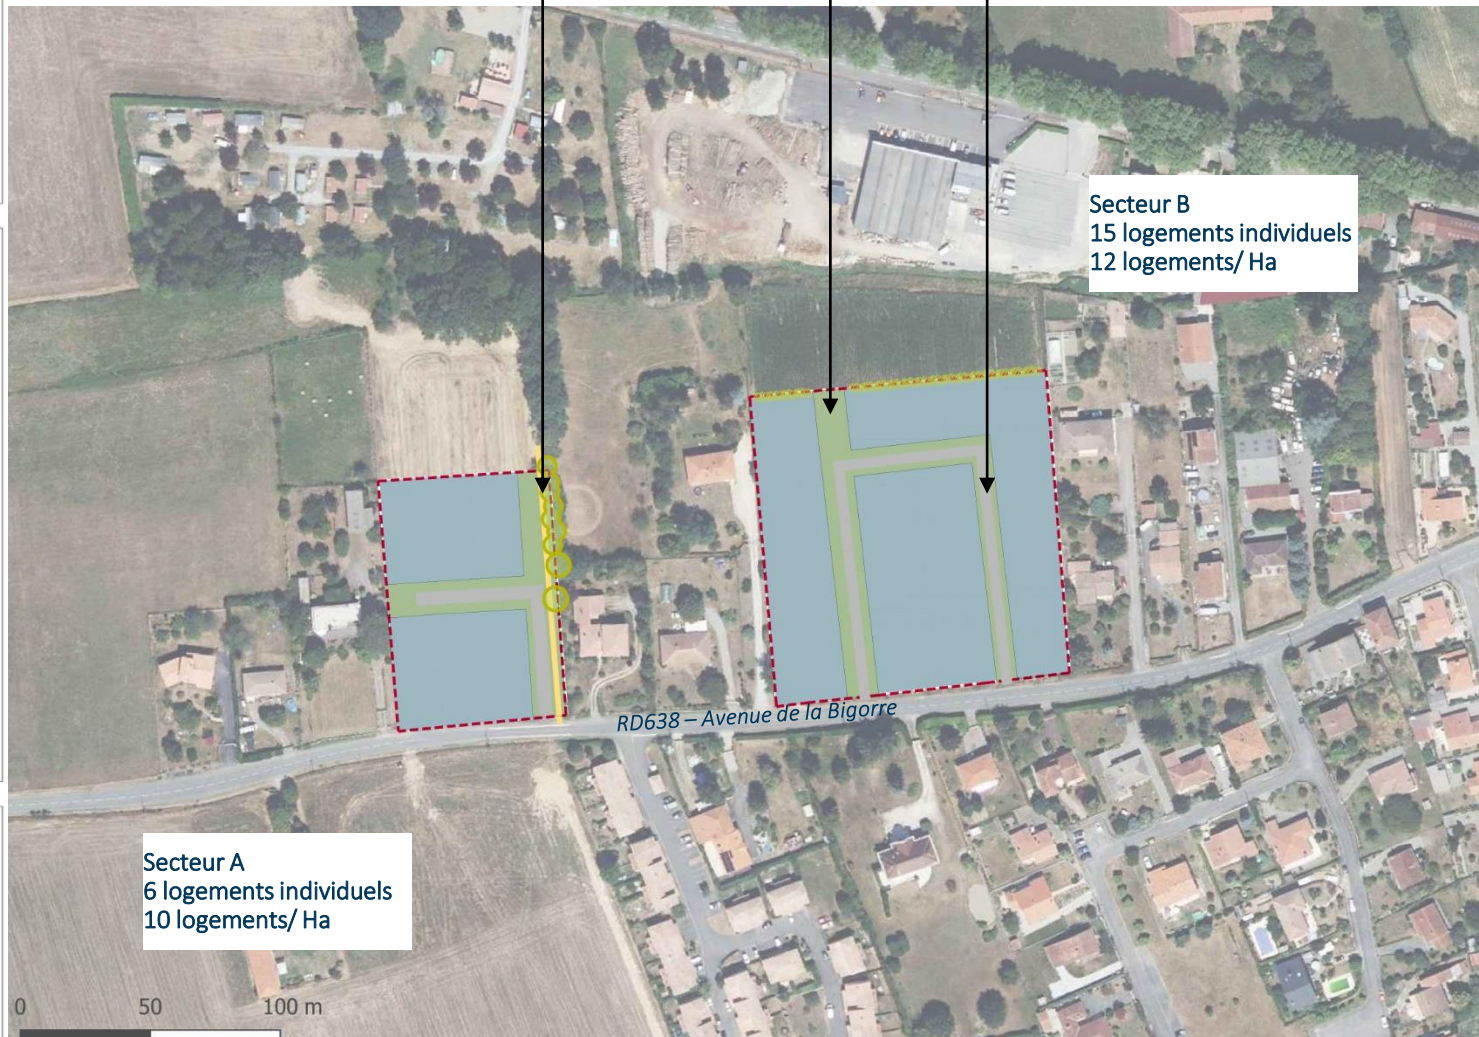 Secteur B
15 logements individuels
12 logements/ Ha
RD638 – Avenue de la Bigorre
Secteur A
6 logements individuels
10 logements/ Ha
0 50 100 m